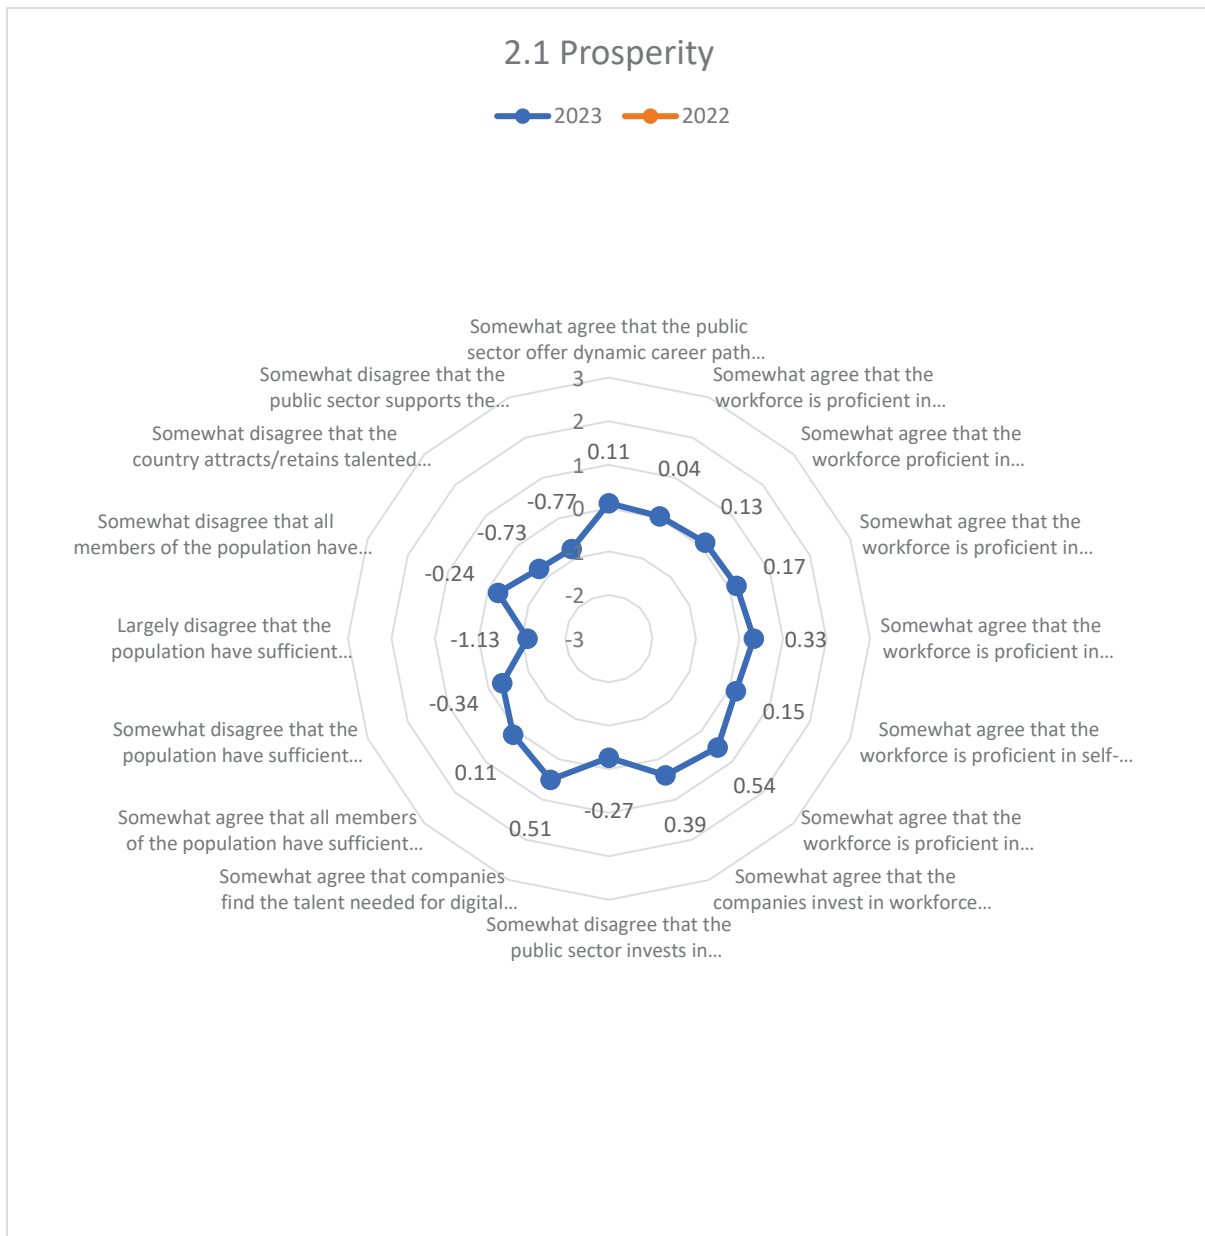 2.1 Prosperity
2023 2022
Somewhat agree that the public
sector offer dynamic career path...
Somewhat agree that the
workforce is proficient in...
Somewhat agree that the
workforce proficient in...
Somewhat agree that the
workforce is proficient in...
Somewhat agree that the
workforce is proficient in...
Somewhat agree that the
workforce is proficient in self-...
Somewhat agree that the
workforce is proficient in...
Somewhat agree that the
companies invest in workforce...
Somewhat disagree that the
public sector invests in...
Somewhat agree that companies
find the talent needed for digital...
Somewhat agree that all members
of the population have sufficient...
Somewhat disagree that the
population have sufficient...
Largely disagree that the
population have sufficient...
Somewhat disagree that all
members of the population have...
Somewhat disagree that the
country attracts/retains talented...
Somewhat disagree that the
public sector supports the...
3
2
1
0
-1
-2
-3
0.11
0.04
0.13
0.17
0.33
0.15
0.54
0.39
-0.27
0.51
0.11
-0.34
-1.13
-0.24
-0.73
-0.77